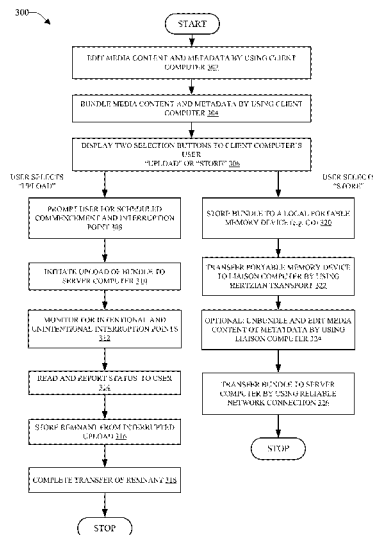 300
START
EDIT MEDIA CONTENT AND METADATA BY USING CLIENT
COMPUTER 302
BUNDLE MEDIA CONTENT AND METADATA BY USING CLIENT
COMPUTER 304
DISPLAY TWO SELECTION BUTTONS TO CLIENT COMPUTER'S
USER
"UPLOAD" OR "STORE" 306
USER SELECTS
"UPLOAD"
USER SELECTS
"STORE"
PROMPT USER FOR SCHEDULED
COMMENCEMENT AND INTERRUPTION
POINT 308
STORE BUNDLE TO A LOCAL PORTABLE
MEMORY DEVICE (e.g. CD) 320
INITIATE UPLOAD OF BUNDLE TO
SERVER COMPUTER 310
TRANSFER PORTABLE MEMORY DEVICE
TO LIAISON COMPUTER BY USING
TRANSPORT 322
MONITOR FOR INTENTIONAL AND
UNINTENTIONAL INTERRUPTION POINTS
312
OPTIONAL: UNBUNDLE AND EDIT MEDIA
CONTENT OR METADATA BY USING
LIAISON COMPUTER 324
READ AND REPORT STATUS TO USER
314
TRANSFER BUNDLE TO SERVER
COMPUTER BY USING RELIABLE
NETWORK CONNECTION 326
STORE REMNANT FROM INTERRUPTED
UPLOAD 316
STOP
COMPLETE TRANSFER OF REMNANT 318
STOP